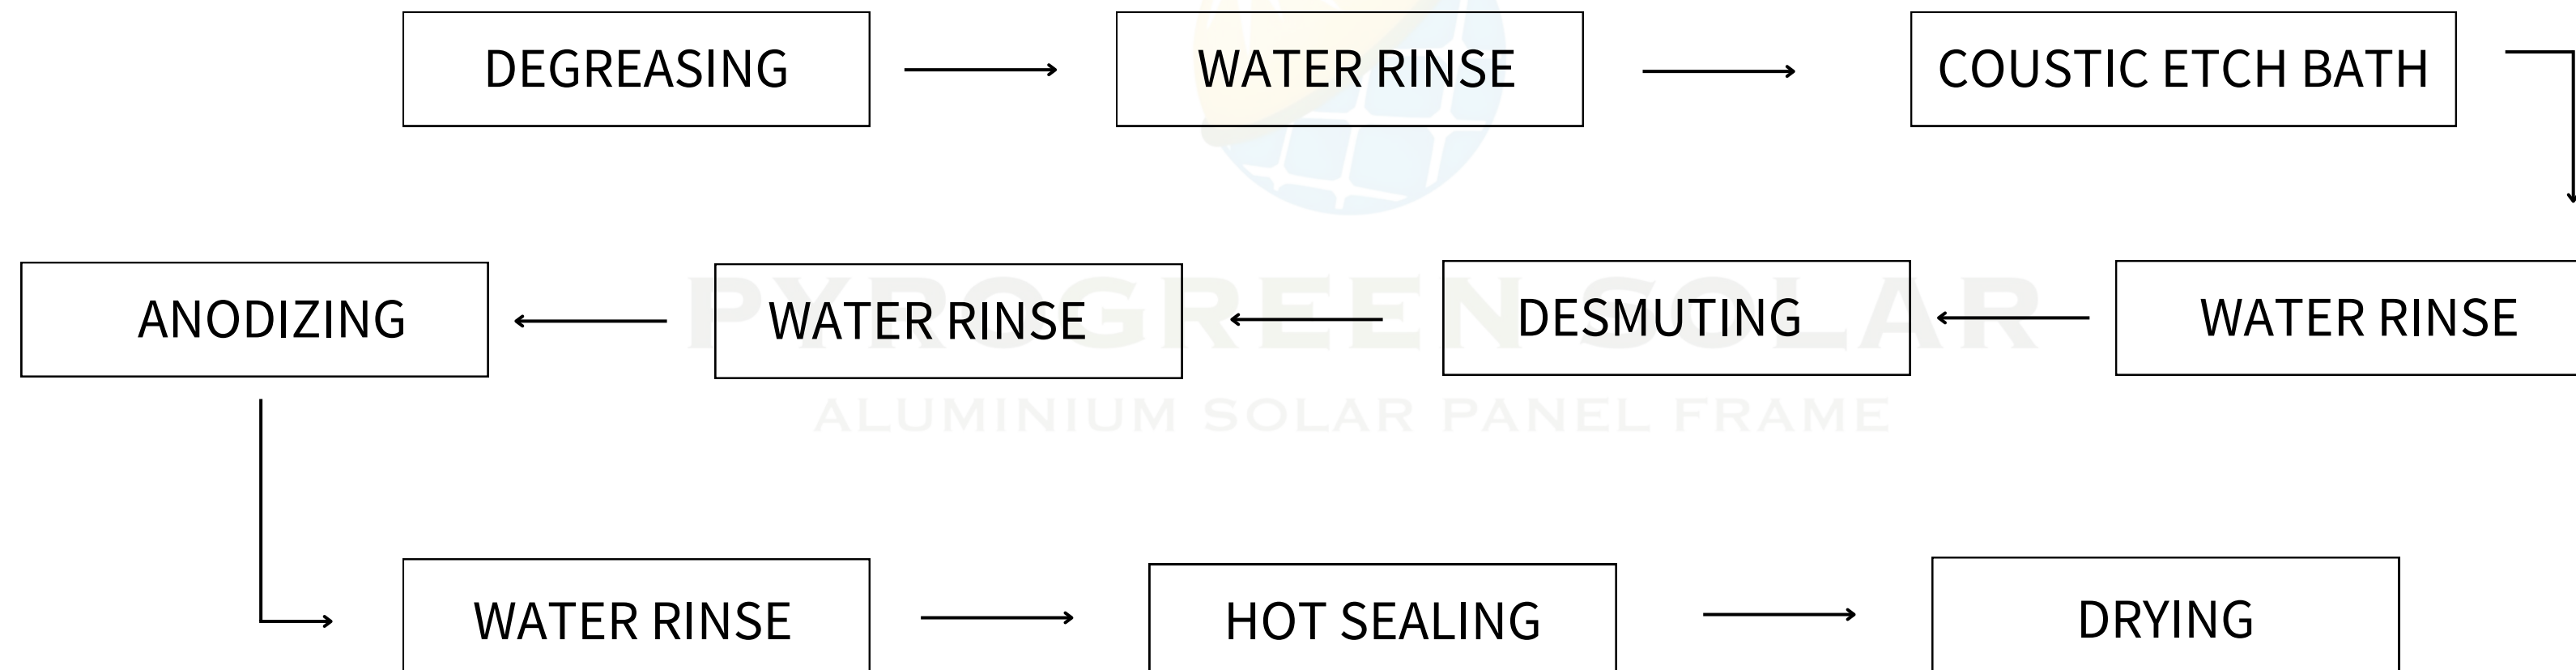 DEGREASING
WATER RINSE
COUSTIC ETCH BATH
WATER RINSE
DESMUTING
WATER RINSE
ANODIZING
PYROGREEN SOLAR
ALUMINIUM SOLAR PANEL FRAME
WATER RINSE
HOT SEALING
DRYING